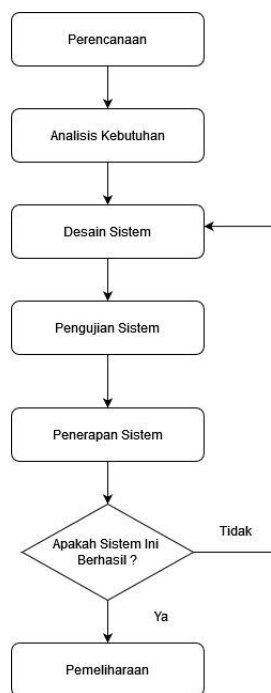 Perencanaan
Analisis Kebutuhan
Desain Sistem
Pengujian Sistem
Penerapan Sistem
Apakah Sistem Ini
Berhasil ?
Tidak
Ya
Pemeliharaan